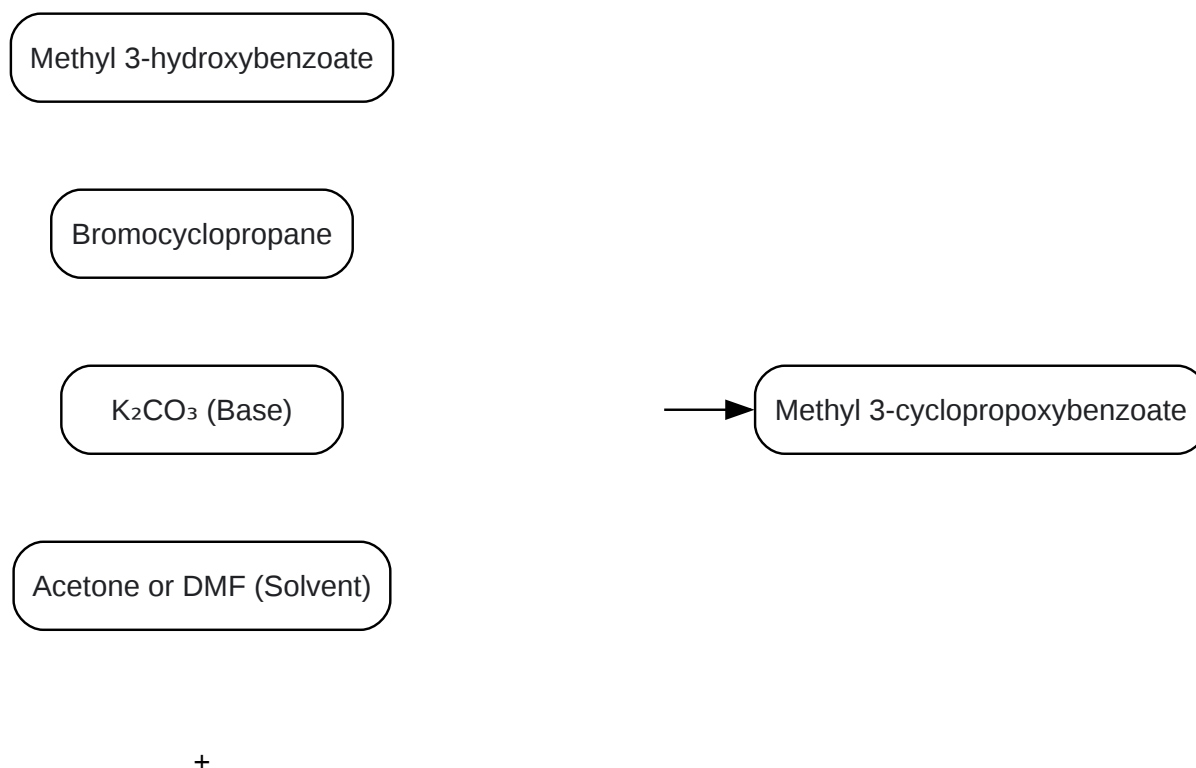 Methyl 3-hydroxybenzoate
Bromocyclopropane
K₂CO₃ (Base)
Methyl 3-cyclopropoxybenzoate
Acetone or DMF (Solvent)
+